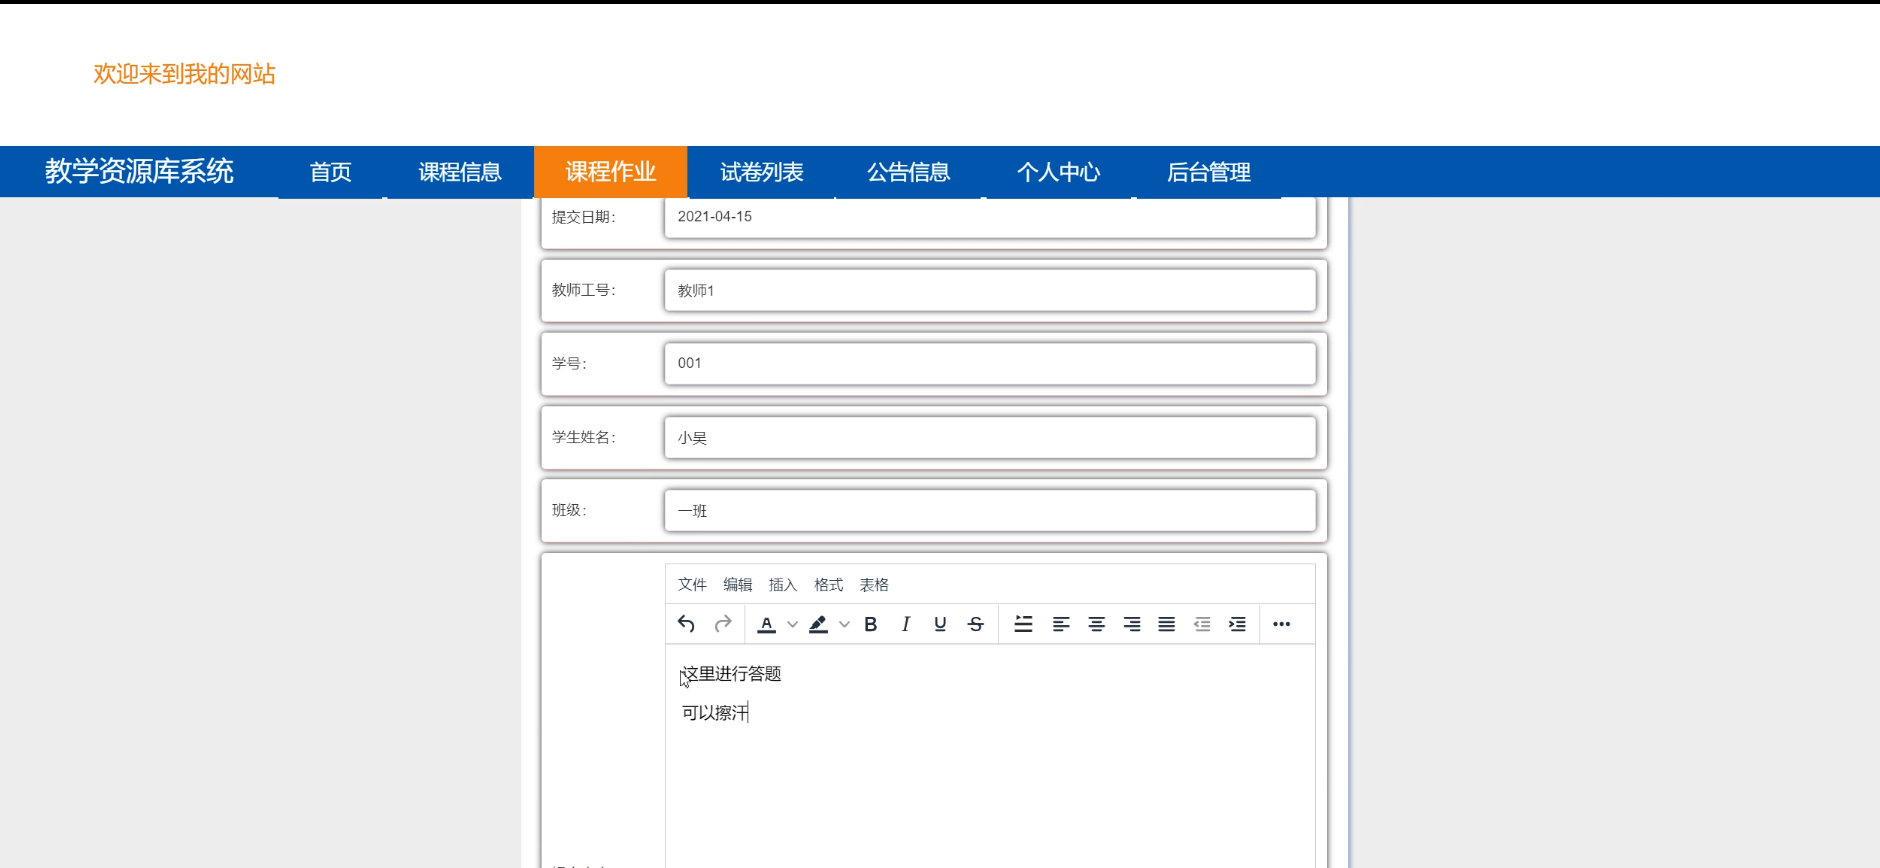 欢迎来到我的网站
教学资源库系统 首页 课程信息 课程作业 试卷列表 公告信息 个人中心 后台管理
提交日期: 2021-04-15
教师工号: 教师1
学号: 001
学生姓名: 小吴
班级: 一班
文件 编辑 插入 格式 表格
A B I U S
这里进行答题
可以擦汗